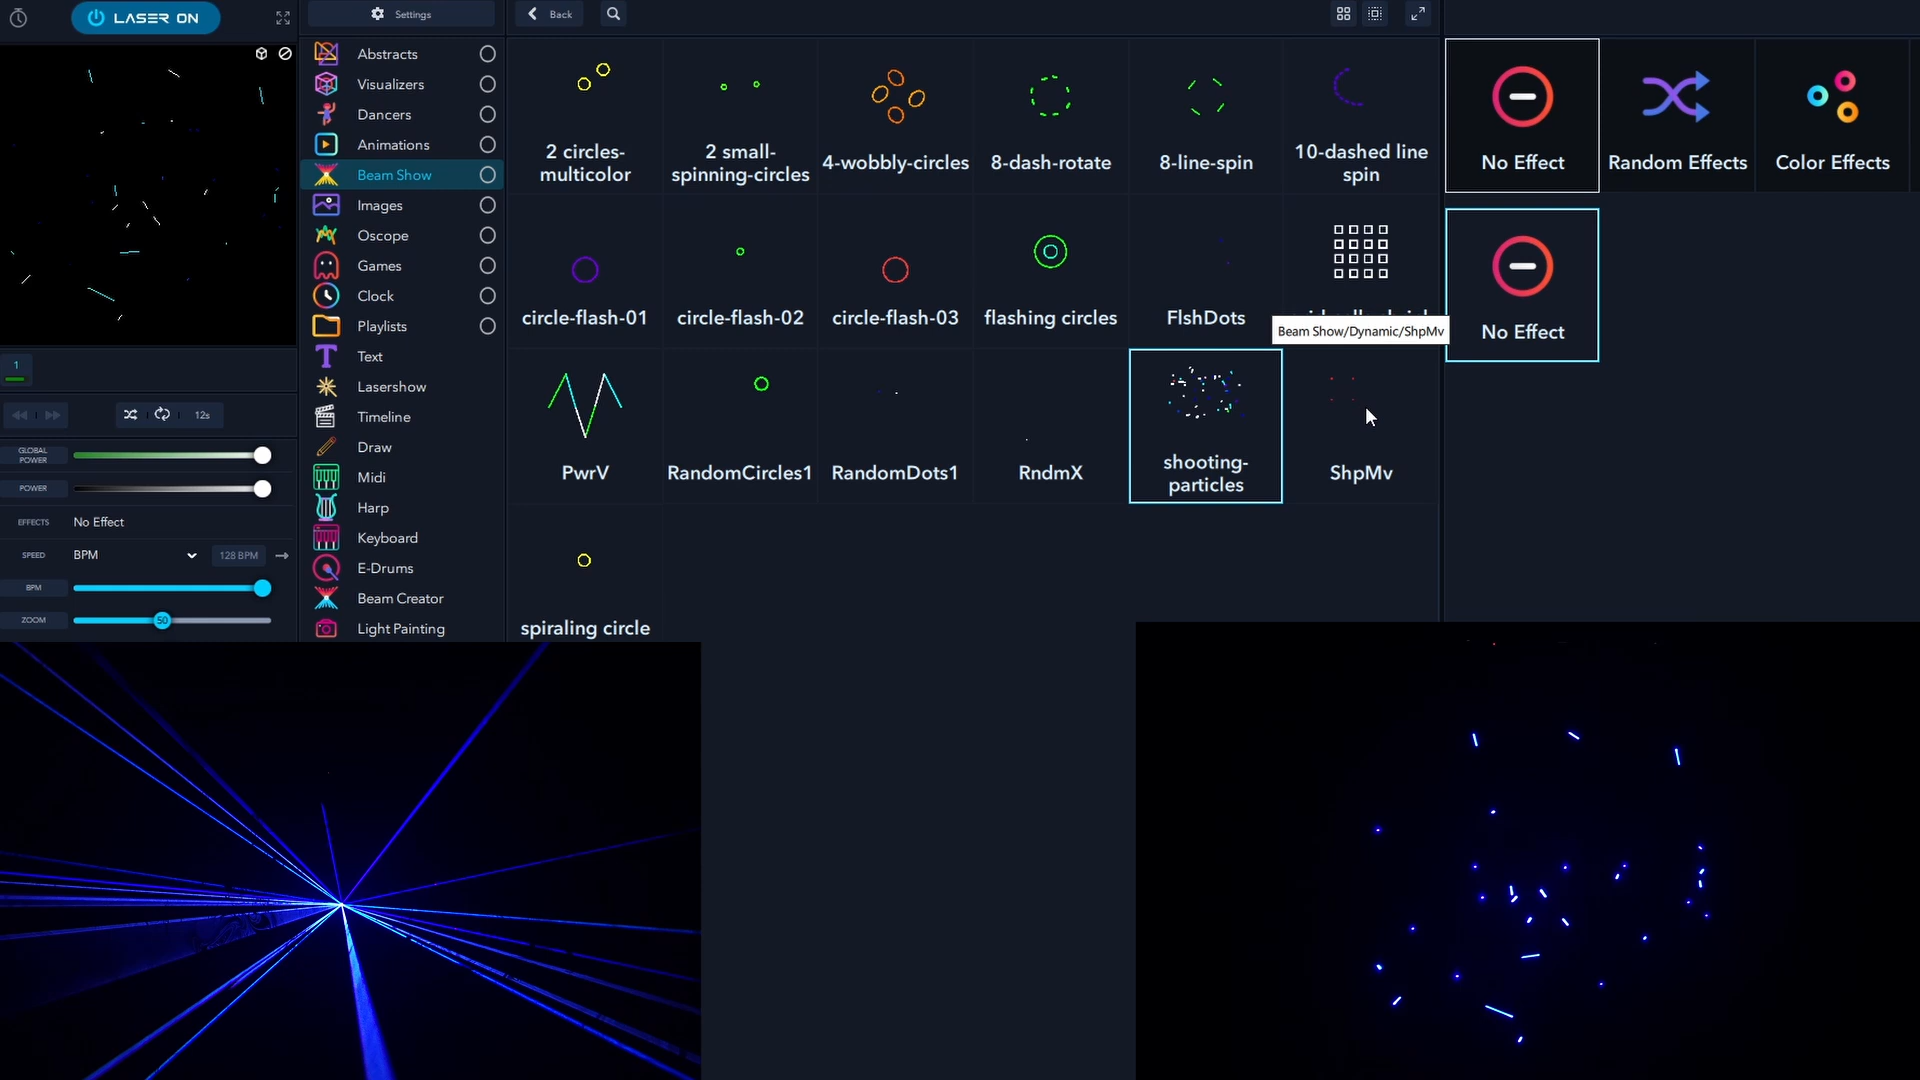 LASER ON
Settings
Back
Abstracts
Visualizers
Dancers
Animations
Beam Show
Images
Oscope
Games
Clock
Playlists
Text
Lasershow
Timeline
Draw
Midi
Harp
Keyboard
E-Drums
Beam Creator
Light Painting
1
12s
GLOBAL
POWER
POWER
EFFECTS
No Effect
SPEED
BPM
128 BPM
BPM
ZOOM
50
2 circles-
multicolor
2 small-
spinning-circles
4-wobbly-circles
8-dash-rotate
8-line-spin
10-dashed line
spin
circle-flash-01
circle-flash-02
circle-flash-03
flashing circles
FlshDots
Beam Show/Dynamic/ShpMv
PwrV
RandomCircles1
RandomDots1
RndmX
shooting-
particles
ShpMv
spiraling circle
No Effect
Random Effects
Color Effects
No Effect